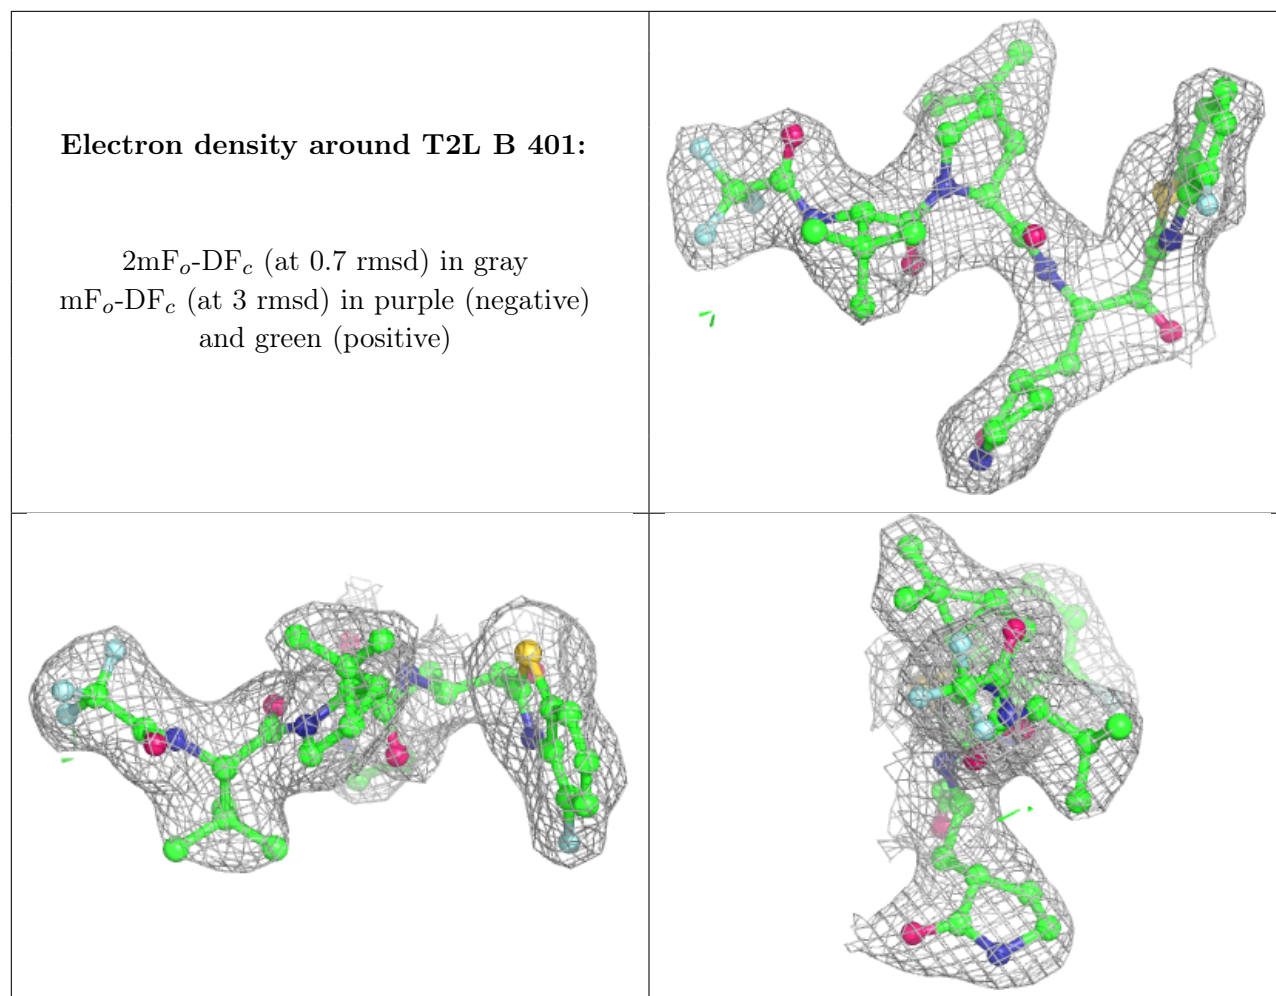 Electron density around T2L B 401:
2mFo-DFc (at 0.7 rmsd) in gray
mFo-DFc (at 3 rmsd) in purple (negative)
and green (positive)